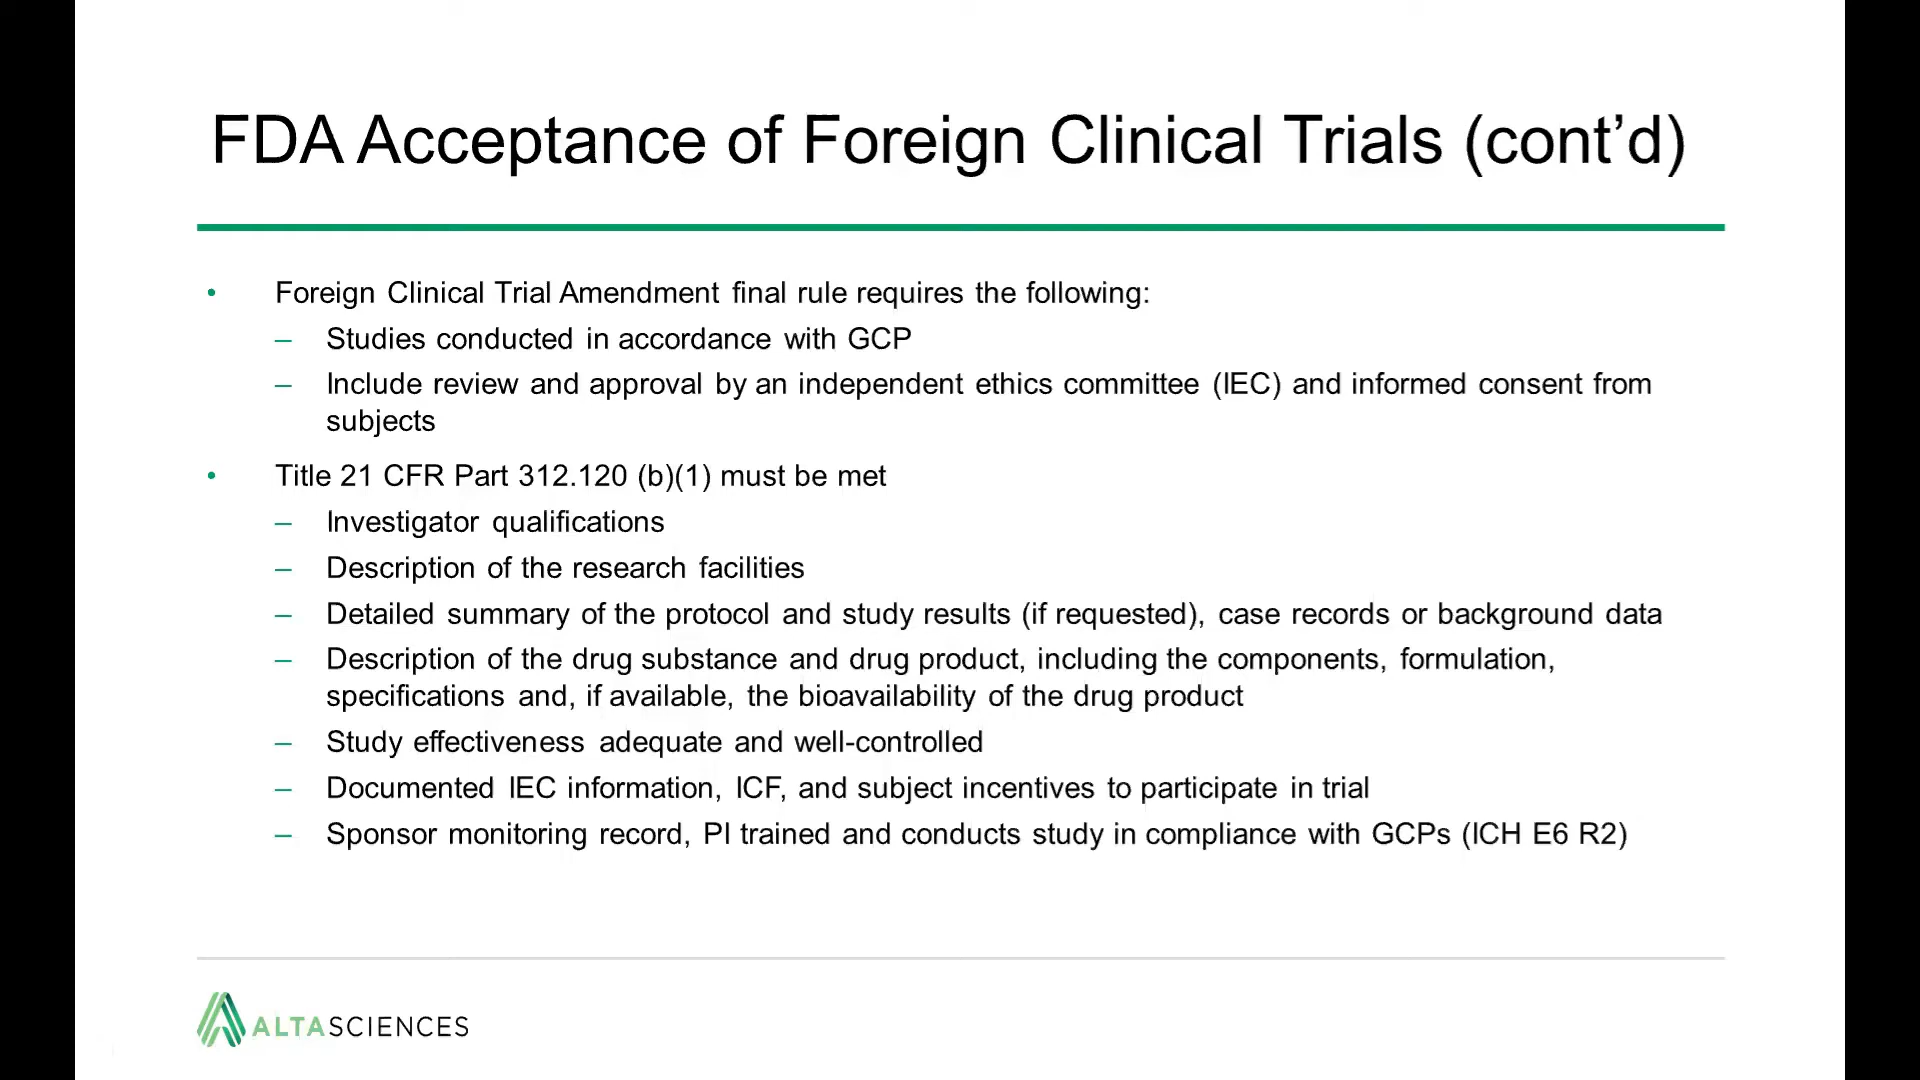 FDA Acceptance of Foreign Clinical Trials (cont’d)
• Foreign Clinical Trial Amendment final rule requires the following:
– Studies conducted in accordance with GCP
– Include review and approval by an independent ethics committee (IEC) and informed consent from
subjects
• Title 21 CFR Part 312.120 (b)(1) must be met
– Investigator qualifications
– Description of the research facilities
– Detailed summary of the protocol and study results (if requested), case records or background data
– Description of the drug substance and drug product, including the components, formulation,
specifications and, if available, the bioavailability of the drug product
– Study effectiveness adequate and well-controlled
– Documented IEC information, ICF, and subject incentives to participate in trial
– Sponsor monitoring record, PI trained and conducts study in compliance with GCPs (ICH E6 R2)
ALTASCIENCES